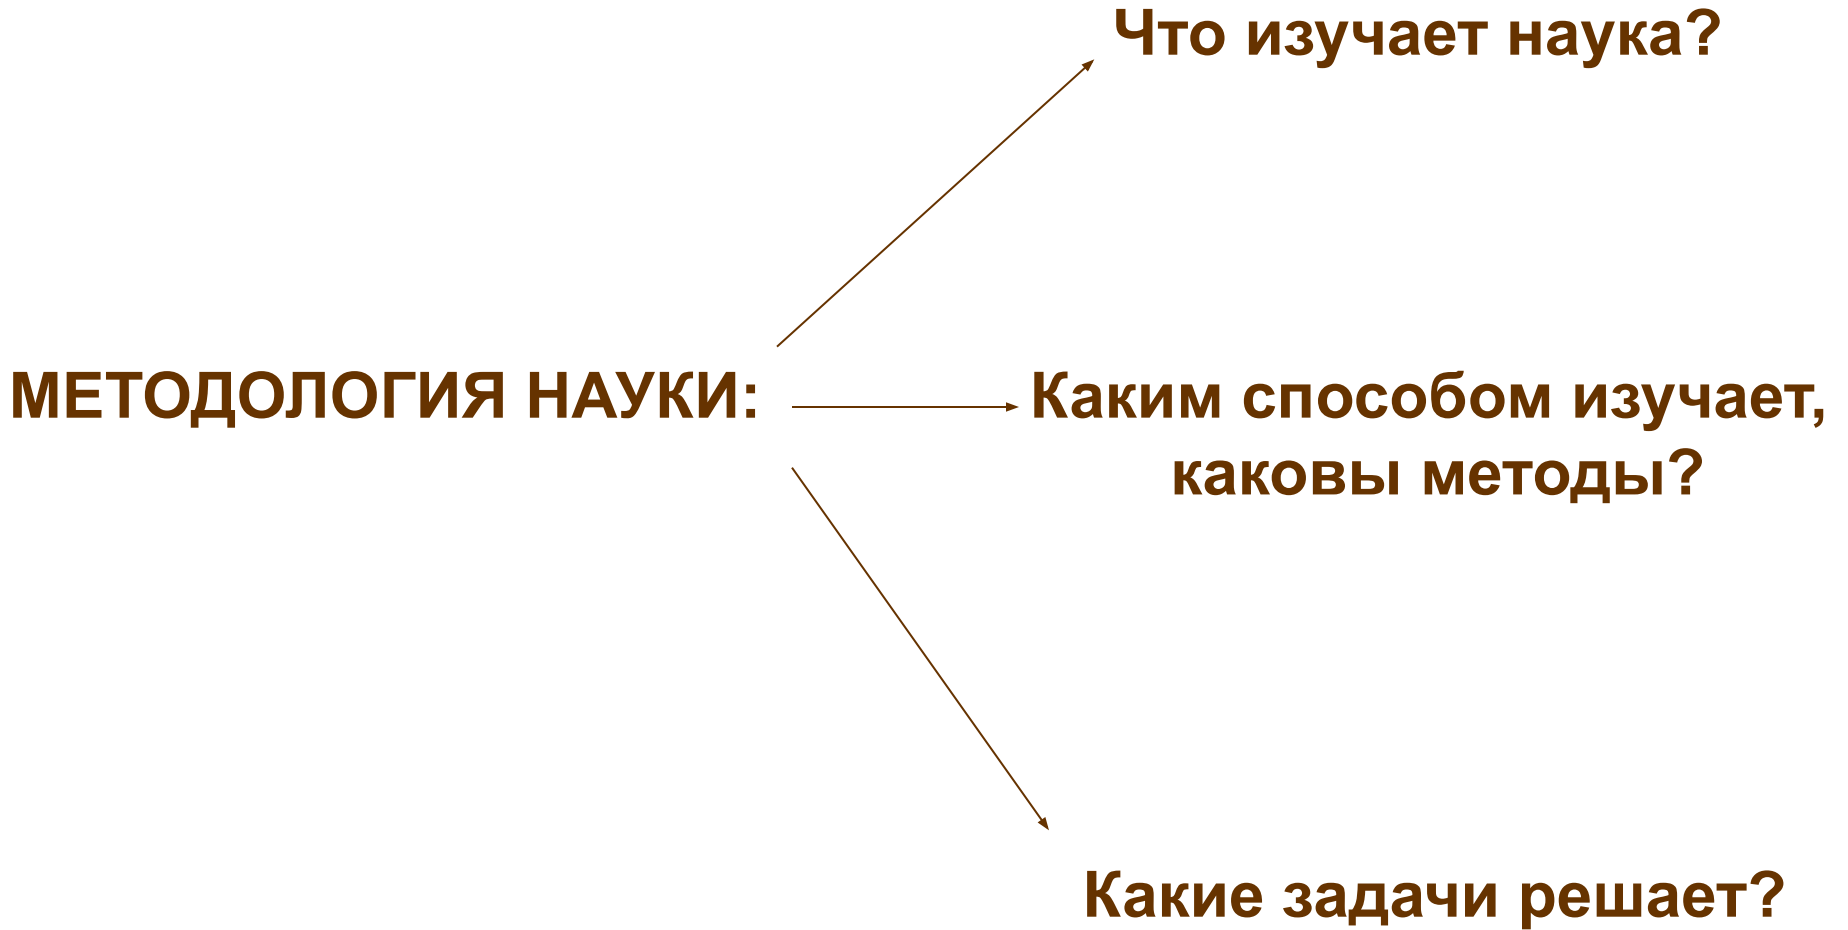 Что изучает наука?
МЕТОДОЛОГИЯ НАУКИ:
Каким способом изучает,
каковы методы?
Какие задачи решает?